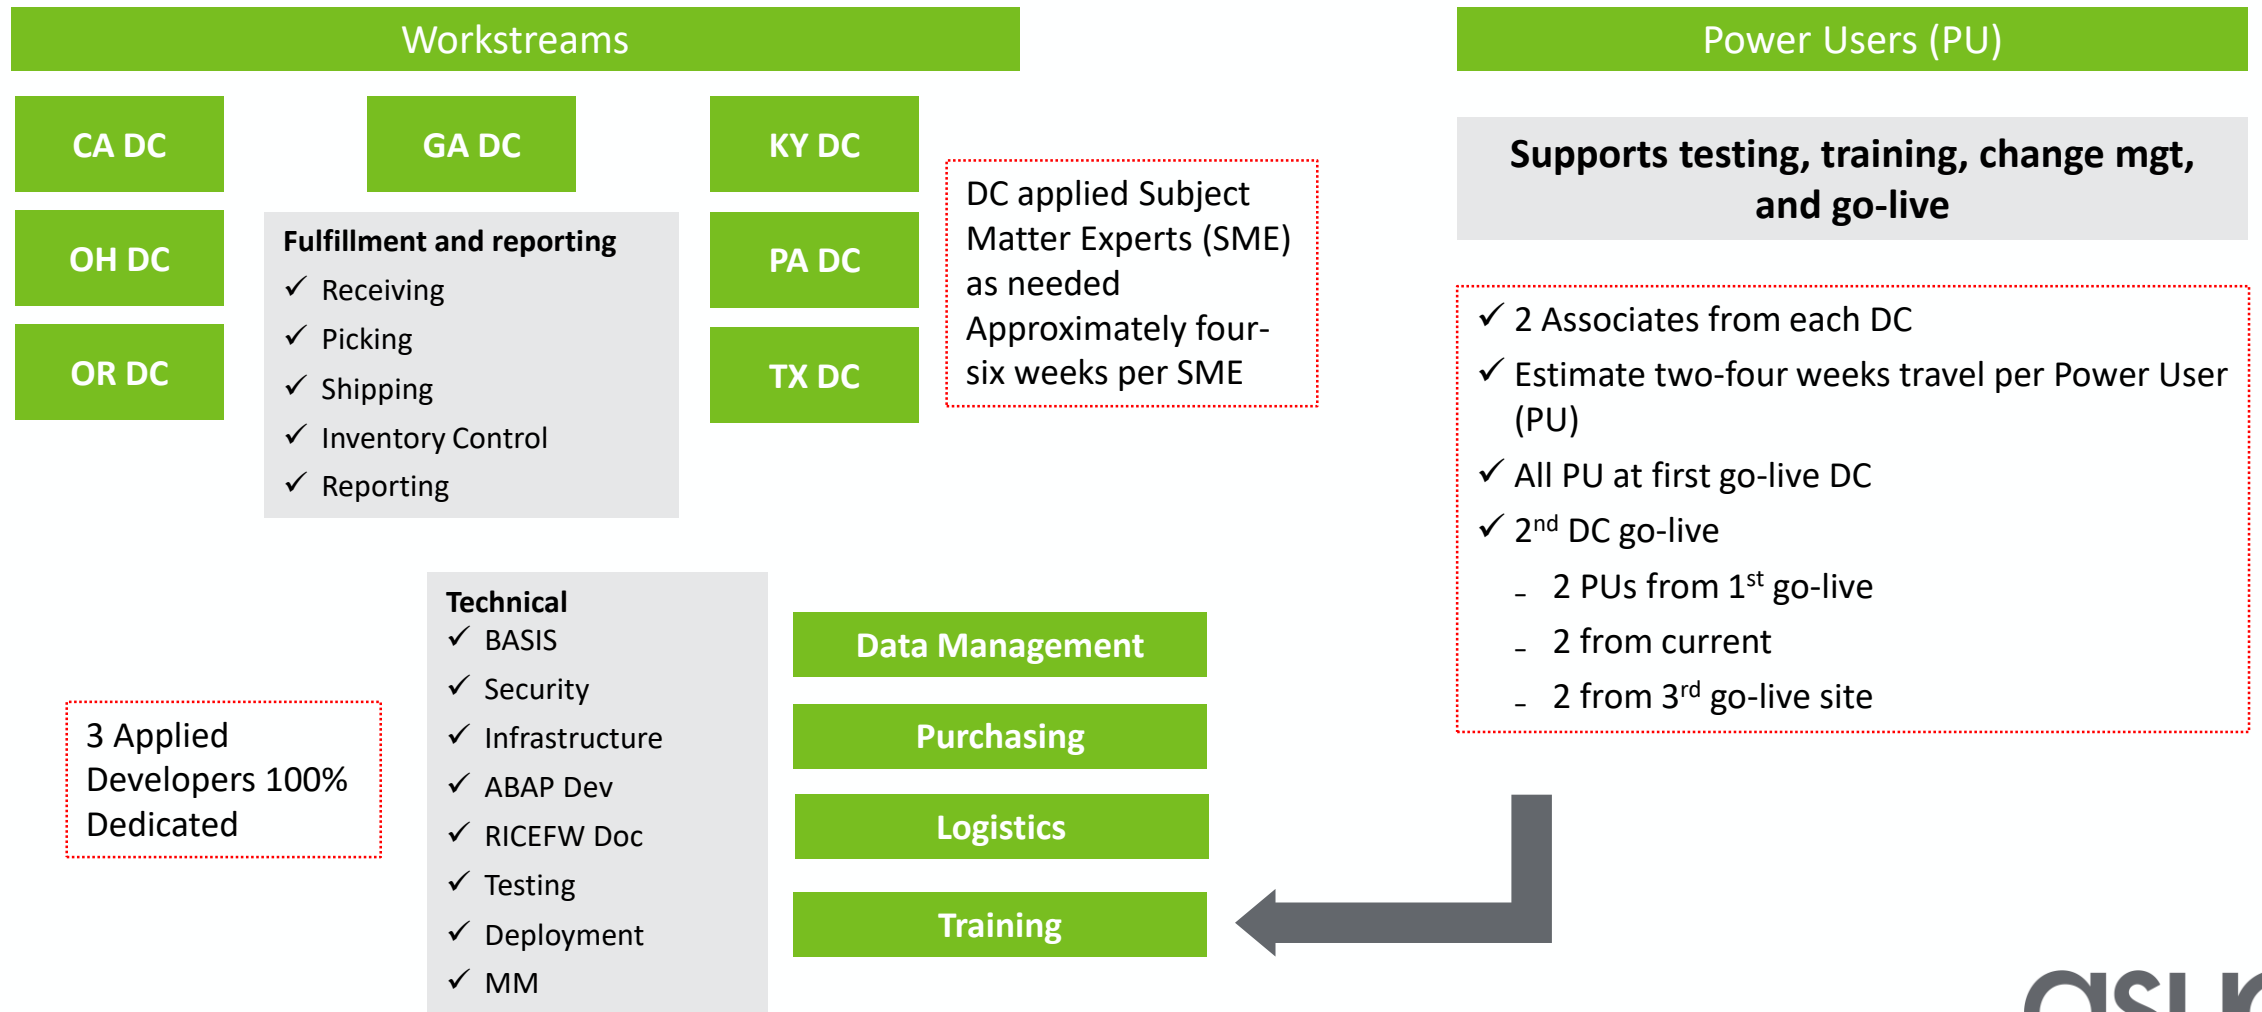 Workstreams
CA DC
GA DC
KY DC
OH DC
PA DC
OR DC
TX DC
Fulfillment and reporting
✓ Receiving
✓ Picking
✓ Shipping
✓ Inventory Control
✓ Reporting
DC applied Subject
Matter Experts (SME)
as needed
Approximately four-
six weeks per SME
3 Applied
Developers 100%
Dedicated
Technical
✓ BASIS
✓ Security
✓ Infrastructure
✓ ABAP Dev
✓ RICEFW Doc
✓ Testing
✓ Deployment
✓ MM
Data Management
Purchasing
Logistics
Training
Power Users (PU)
Supports testing, training, change mgt,
and go-live
✓ 2 Associates from each DC
✓ Estimate two-four weeks travel per Power User
(PU)
✓ All PU at first go-live DC
✓ 2nd DC go-live
- 2 PUs from 1st go-live
- 2 from current
- 2 from 3rd go-live site